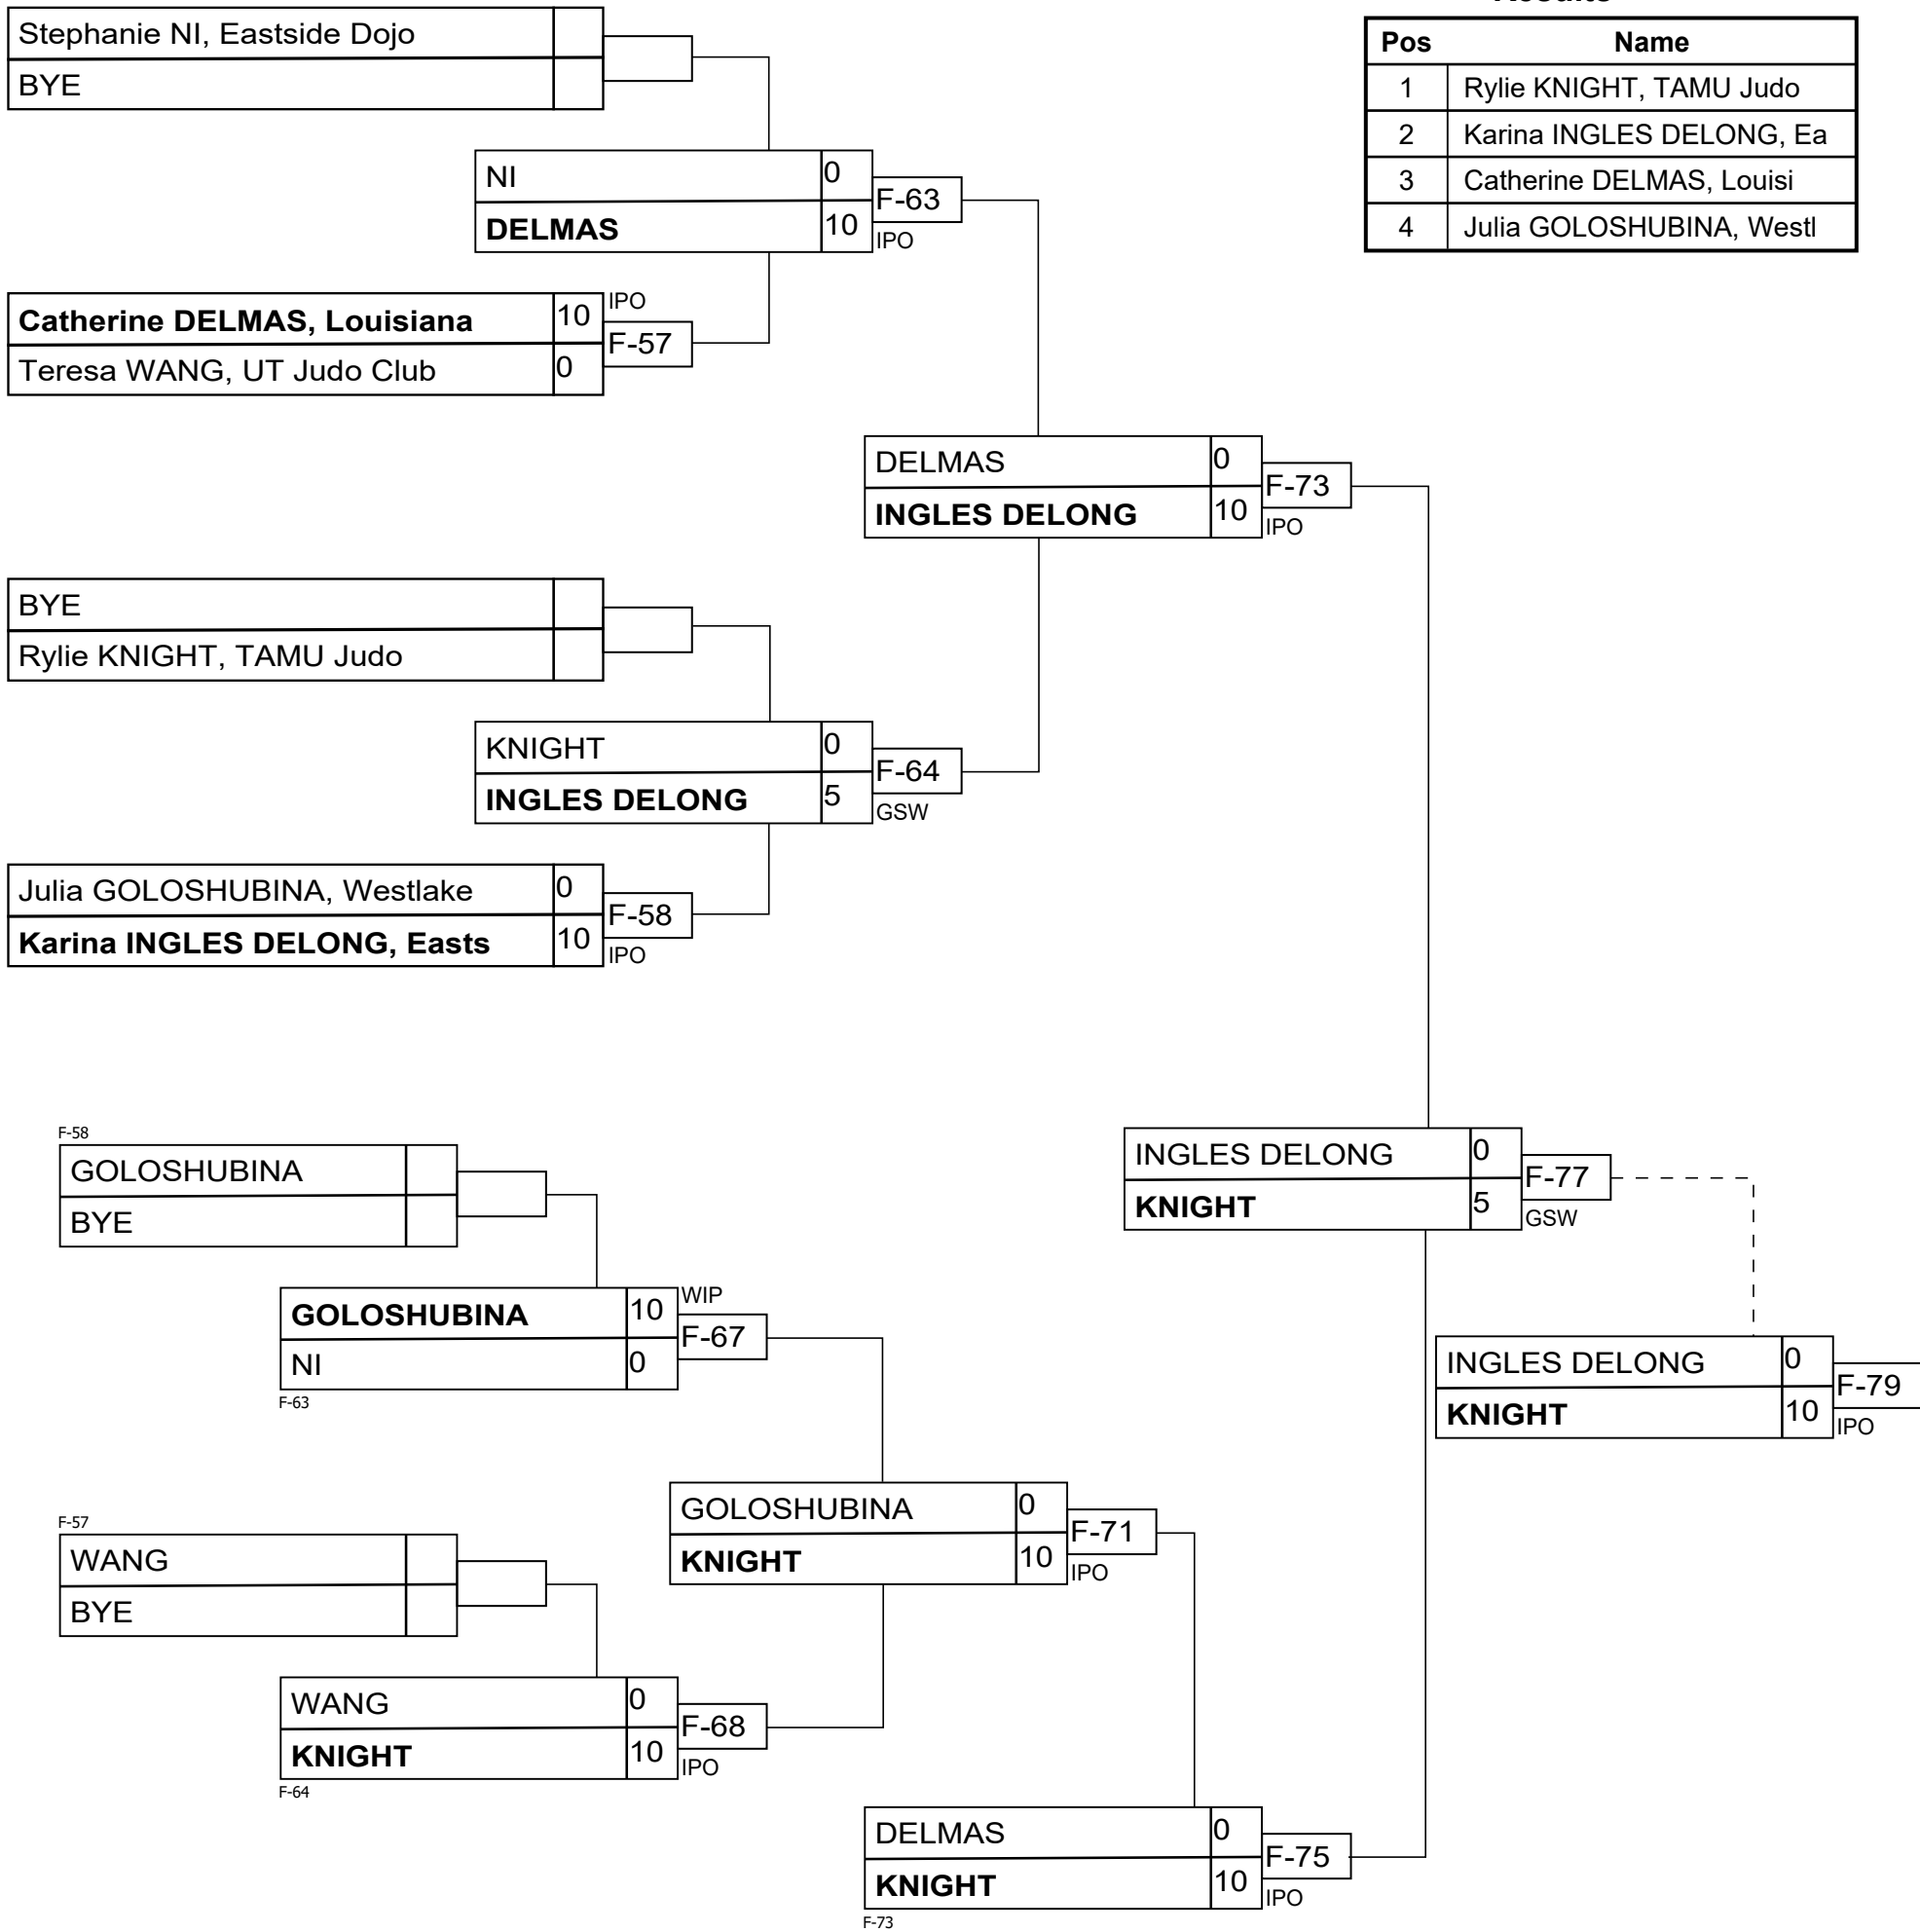 Results
Pos Name
1 Rylie KNIGHT, TAMU Judo
2 Karina INGLES DELONG, Ea
3 Catherine DELMAS, Louisi
4 Julia GOLOSHUBINA, Westl
Stephanie NI, Eastside Dojo
BYE
NI 0
DELMAS 10
F-63
IPO
Catherine DELMAS, Louisiana 10
Teresa WANG, UT Judo Club 0
IPO
F-57
DELMAS 0
INGLES DELONG 10
F-73
IPO
BYE
Rylie KNIGHT, TAMU Judo
KNIGHT 0
INGLES DELONG 5
F-64
GSW
Julia GOLOSHUBINA, Westlake 0
Karina INGLES DELONG, Easts 10
F-58
IPO
F-58
GOLOSHUBINA
BYE
INGLES DELONG 0
KNIGHT 5
F-77
GSW
GOLOSHUBINA 10
NI 0
WIP
F-67
F-63
INGLES DELONG 0
KNIGHT 10
F-79
IPO
GOLOSHUBINA 0
KNIGHT 10
F-71
IPO
F-57
WANG
BYE
WANG 0
KNIGHT 10
F-68
IPO
F-64
DELMAS 0
KNIGHT 10
F-75
IPO
F-73